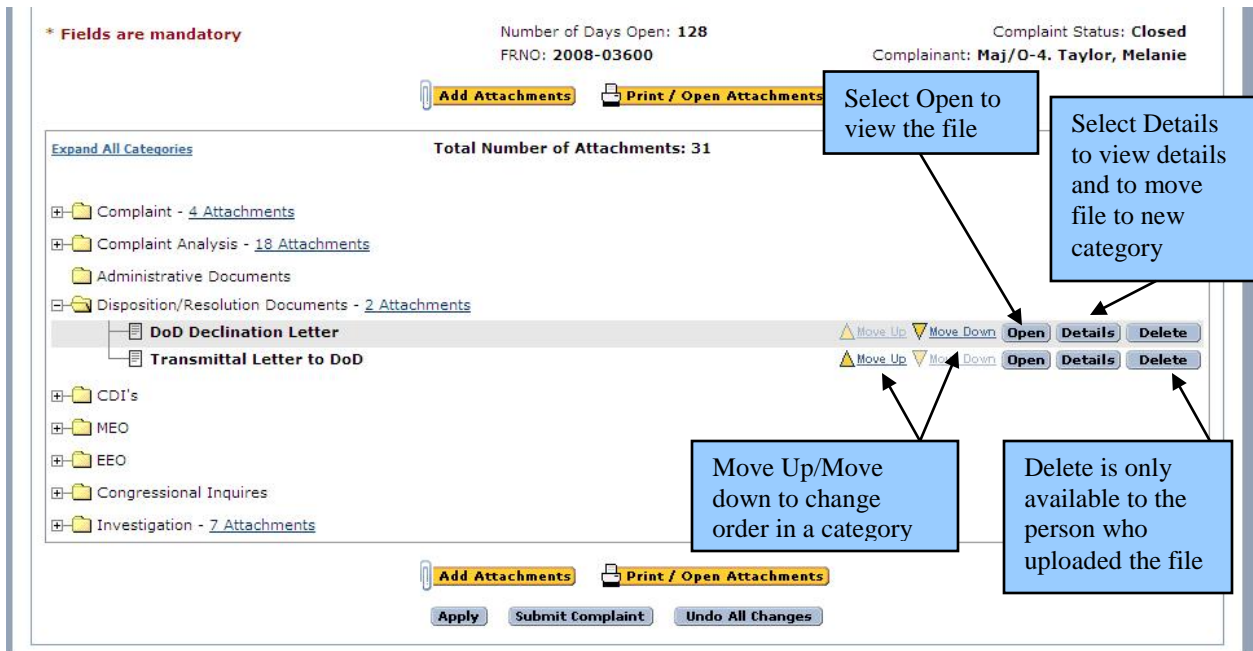 * Fields are mandatory
Number of Days Open: 128
Complaint Status: Closed
FRNO: 2008-03600
Complainant: Maj/O-4. Taylor, Melanie
Add Attachments
Print / Open Attachments
Select Open to
view the file
Select Details
to view details
and to move
file to new
category
Expand All Categories
Total Number of Attachments: 31
Complaint - 4 Attachments
Complaint Analysis - 18 Attachments
Administrative Documents
Disposition/Resolution Documents - 2 Attachments
DoD Declination Letter
Move Up Move Down Open Details Delete
Transmittal Letter to DoD
Move Up Move Down Open Details Delete
CDI's
MEO
EEO
Congressional Inquires
Investigation - 7 Attachments
Move Up/Move
down to change
order in a category
Delete is only
available to the
person who
uploaded the file
Add Attachments
Print / Open Attachments
Apply
Submit Complaint
Undo All Changes